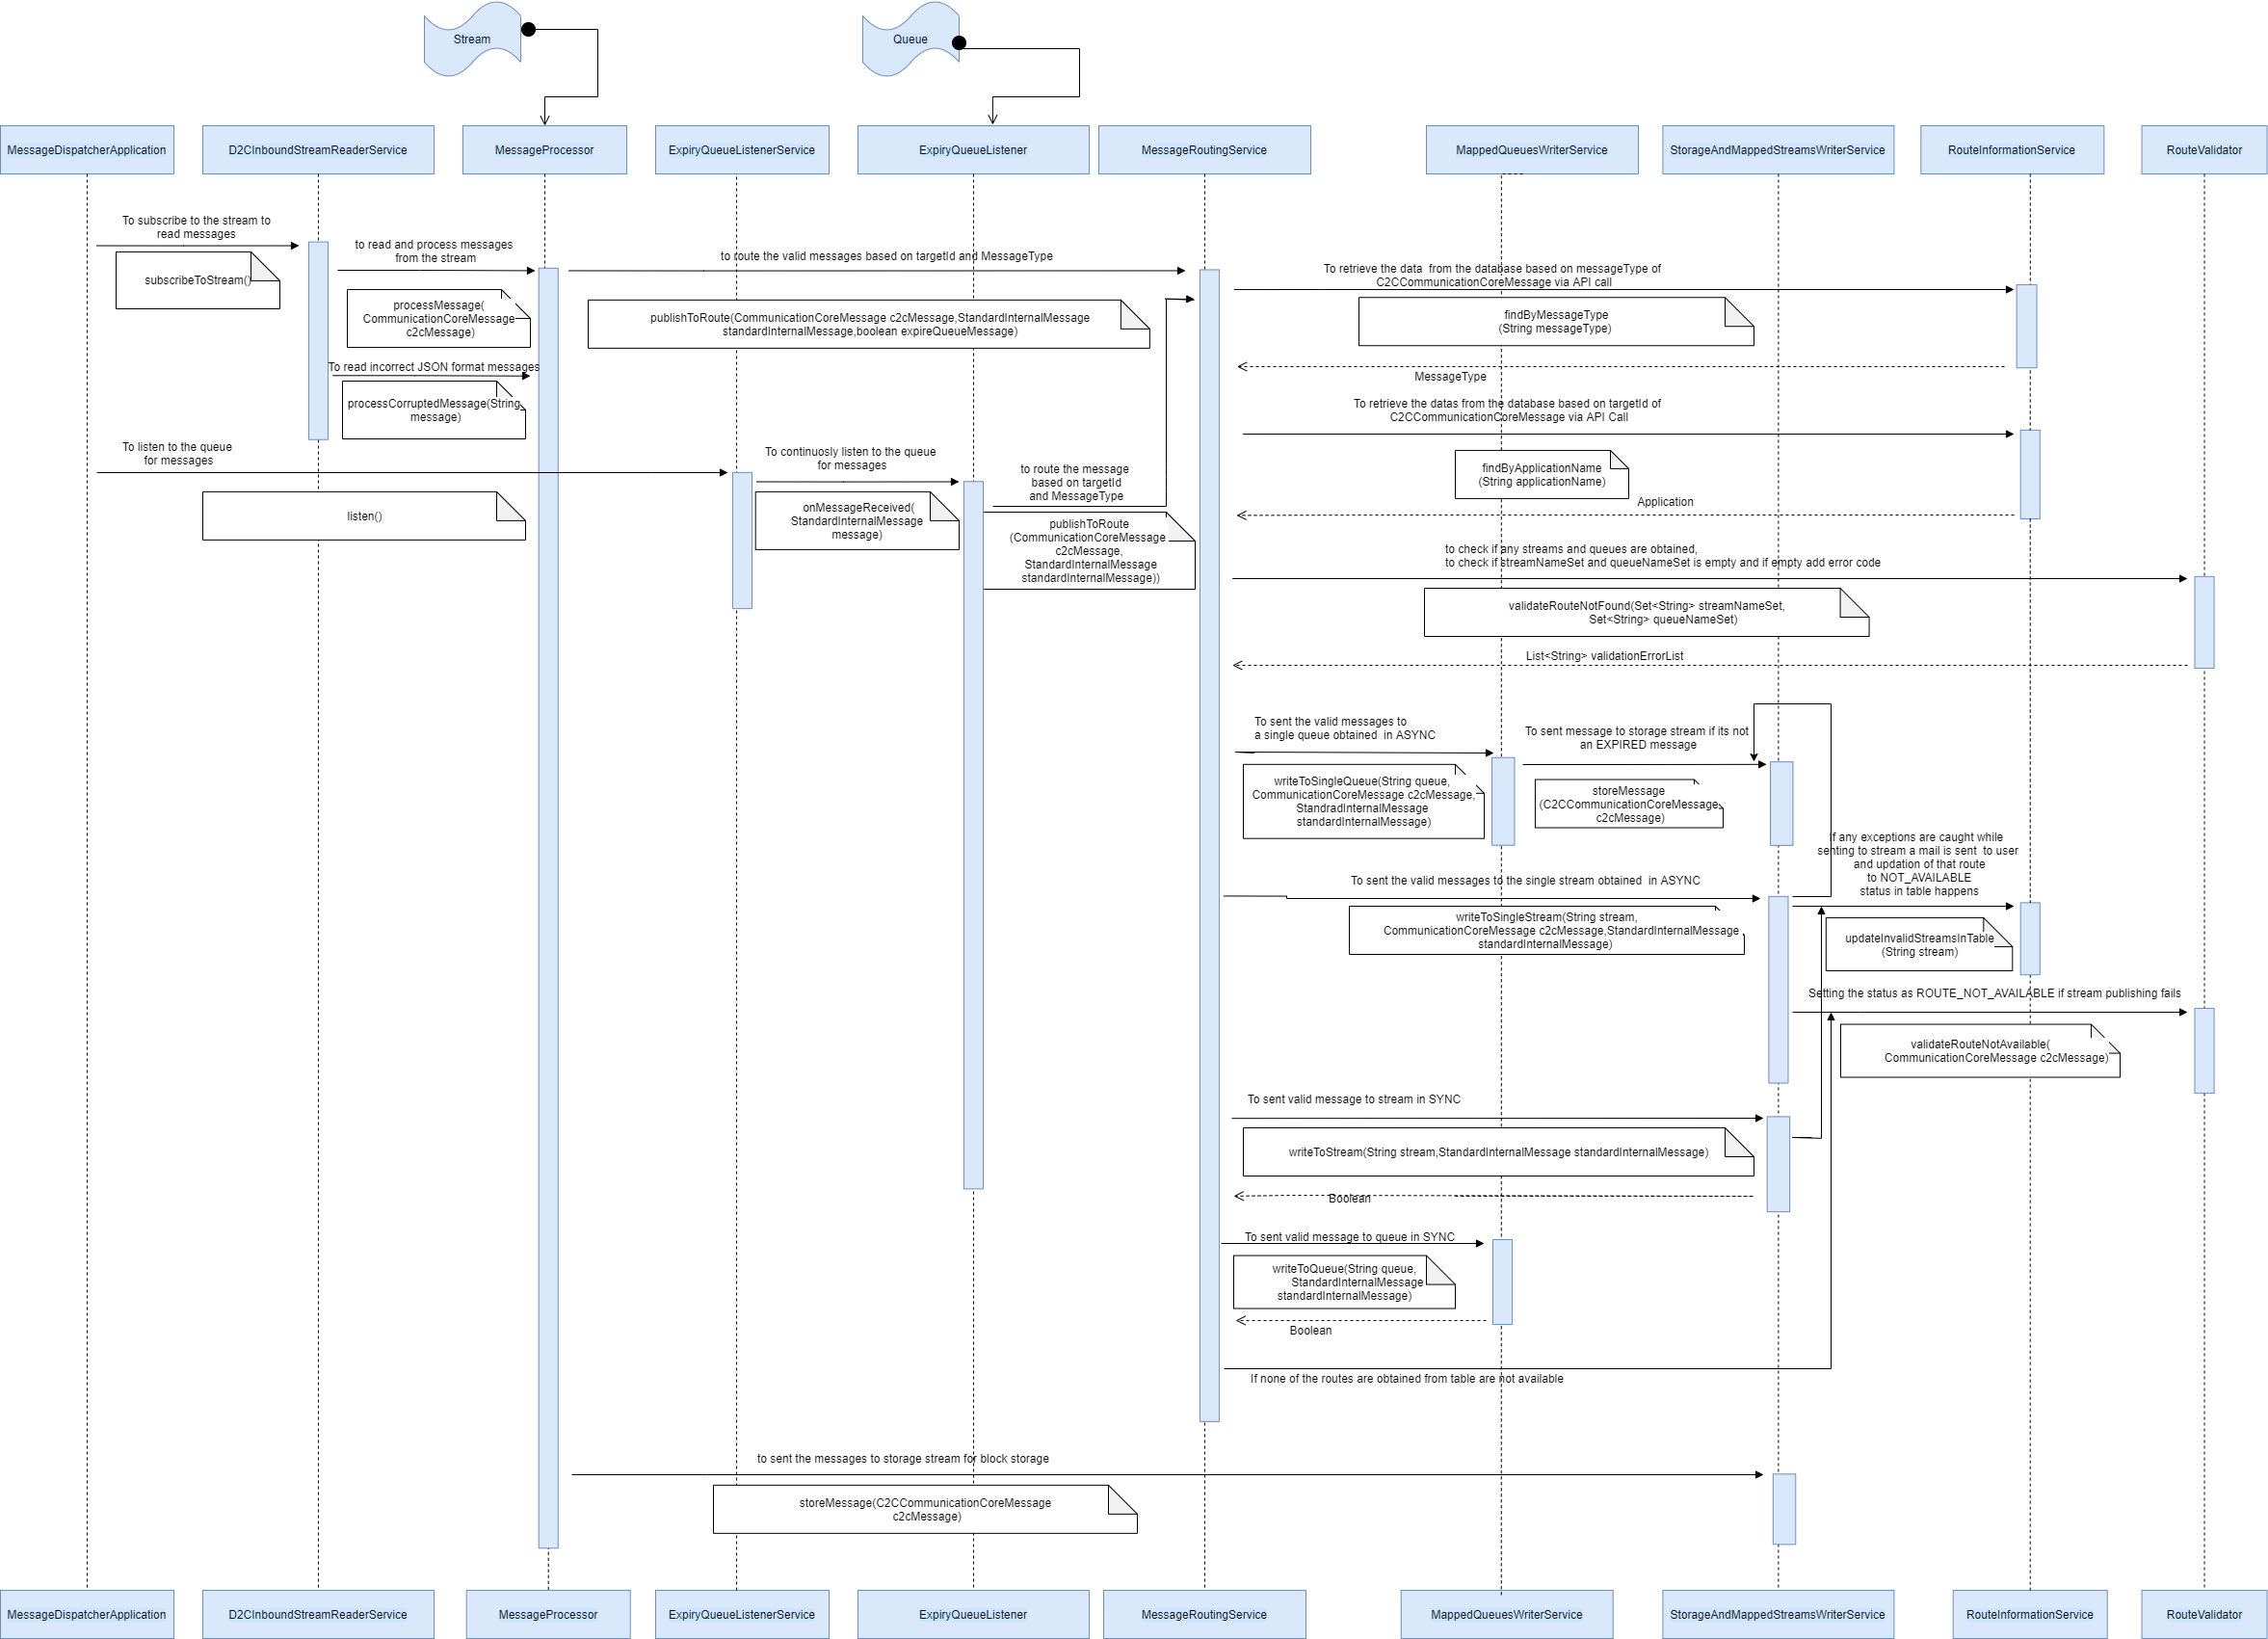 Stream
Queue
MessageDispatcherApplication
D2CInboundStreamReaderService
MessageProcessor
ExpiryQueueListenerService
ExpiryQueueListener
MessageRoutingService
MappedQueuesWriterService
StorageAndMappedStreamsWriterService
RouteInformationService
RouteValidator
To subscribe to the stream to
read messages
subscribeToStream()
to read and process messages
from the stream
processMessage(
CommunicationCoreMessage
c2cMessage)
To read incorrect JSON format messages
processCorruptedMessage(String
message)
to route the valid messages based on targetId and MessageType
publishToRoute(CommunicationCoreMessage c2cMessage,StandardInternalMessage
standardInternalMessage,boolean expireQueueMessage)
To retrieve the data from the database based on messageType of
C2CCommunicationCoreMessage via API call
findByMessageType
(String messageType)
MessageType
To retrieve the datas from the database based on targetId of
C2CCommunicationCoreMessage via API Call
findByApplicationName
(String applicationName)
Application
To listen to the queue
for messages
listen()
To continuosly listen to the queue
for messages
onMessageReceived(
StandardInternalMessage
message)
to route the message
based on targetId
and MessageType
publishToRoute
(CommunicationCoreMessage
c2cMessage,
StandardInternalMessage
standardInternalMessage))
to check if any streams and queues are obtained,
to check if streamNameSet and queueNameSet is empty and if empty add error code
validateRouteNotFound(Set<String> streamNameSet,
Set<String> queueNameSet)
List<String> validationErrorList
To sent the valid messages to
a single queue obtained in ASYNC
writeToSingleQueue(String queue,
CommunicationCoreMessage c2cMessage,
StandradInternalMessage
standardInternalMessage)
To sent message to storage stream if its not
an EXPIRED message
storeMessage
(C2CCommunicationCoreMessage
c2cMessage)
If any exceptions are caught while
senting to stream a mail is sent to user
and updation of that route
to NOT_AVAILABLE
status in table happens
To sent the valid messages to the single stream obtained in ASYNC
writeToSingleStream(String stream,
CommunicationCoreMessage c2cMessage,StandardInternalMessage
standardInternalMessage)
updateInvalidStreamsInTable
(String stream)
Setting the status as ROUTE_NOT_AVAILABLE if stream publishing fails
validateRouteNotAvailable(
CommunicationCoreMessage c2cMessage)
To sent valid message to stream in SYNC
writeToStream(String stream,StandardInternalMessage standardInternalMessage)
Boolean
To sent valid message to queue in SYNC
writeToQueue(String queue,
StandardInternalMessage
standardInternalMessage)
Boolean
If none of the routes are obtained from table are not available
to sent the messages to storage stream for block storage
storeMessage(C2CCommunicationCoreMessage
c2cMessage)
MessageDispatcherApplication
D2CInboundStreamReaderService
MessageProcessor
ExpiryQueueListenerService
ExpiryQueueListener
MessageRoutingService
MappedQueuesWriterService
StorageAndMappedStreamsWriterService
RouteInformationService
RouteValidator